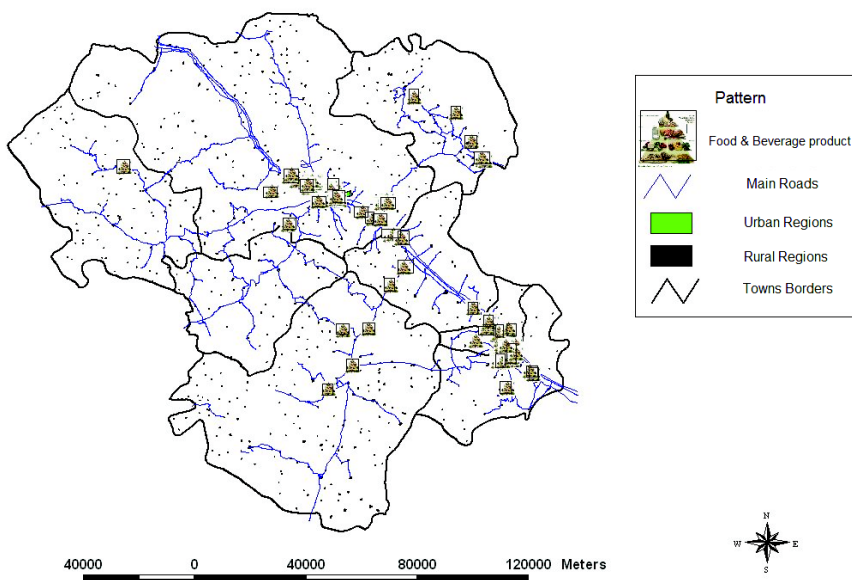 Pattern
Food & Beverage product
Main Roads
Urban Regions
Rural Regions
Towns Borders
N
W E
S
40000 0 40000 80000 120000 Meters